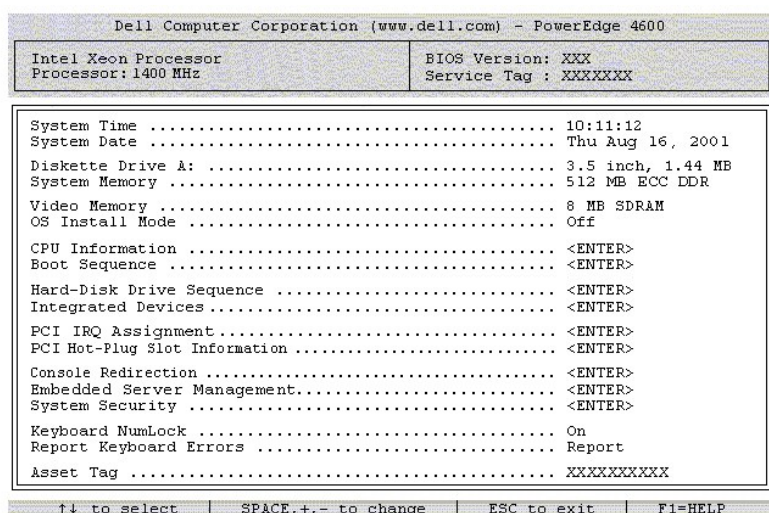 Dell Computer Corporation (www.dell.com) - PowerEdge 4600
Intel Xeon Processor
Processor: 1400 MHz
BIOS Version: XXX
Service Tag : XXXXXXX
System Time ........................................ 10:11:12
System Date ........................................ Thu Aug 16, 2001
Diskette Drive A: .................................. 3.5 inch, 1.44 MB
System Memory ...................................... 512 MB ECC DDR
Video Memory ....................................... 8 MB SDRAM
OS Install Mode .................................... Off
CPU Information .................................... <ENTER>
Boot Sequence ...................................... <ENTER>
Hard-Disk Drive Sequence ........................... <ENTER>
Integrated Devices.................................. <ENTER>
PCI IRQ Assignment................................. <ENTER>
PCI Hot-Plug Slot Information .......................... <ENTER>
Console Redirection ................................ <ENTER>
Embedded Server Management.......................... <ENTER>
System Security .................................... <ENTER>
Keyboard NumLock ................................... On
Report Keyboard Errors ............................. Report
Asset Tag .......................................... XXXXXXXXXX
↑↓ to select | SPACE,+,- to change | ESC to exit | F1=HELP